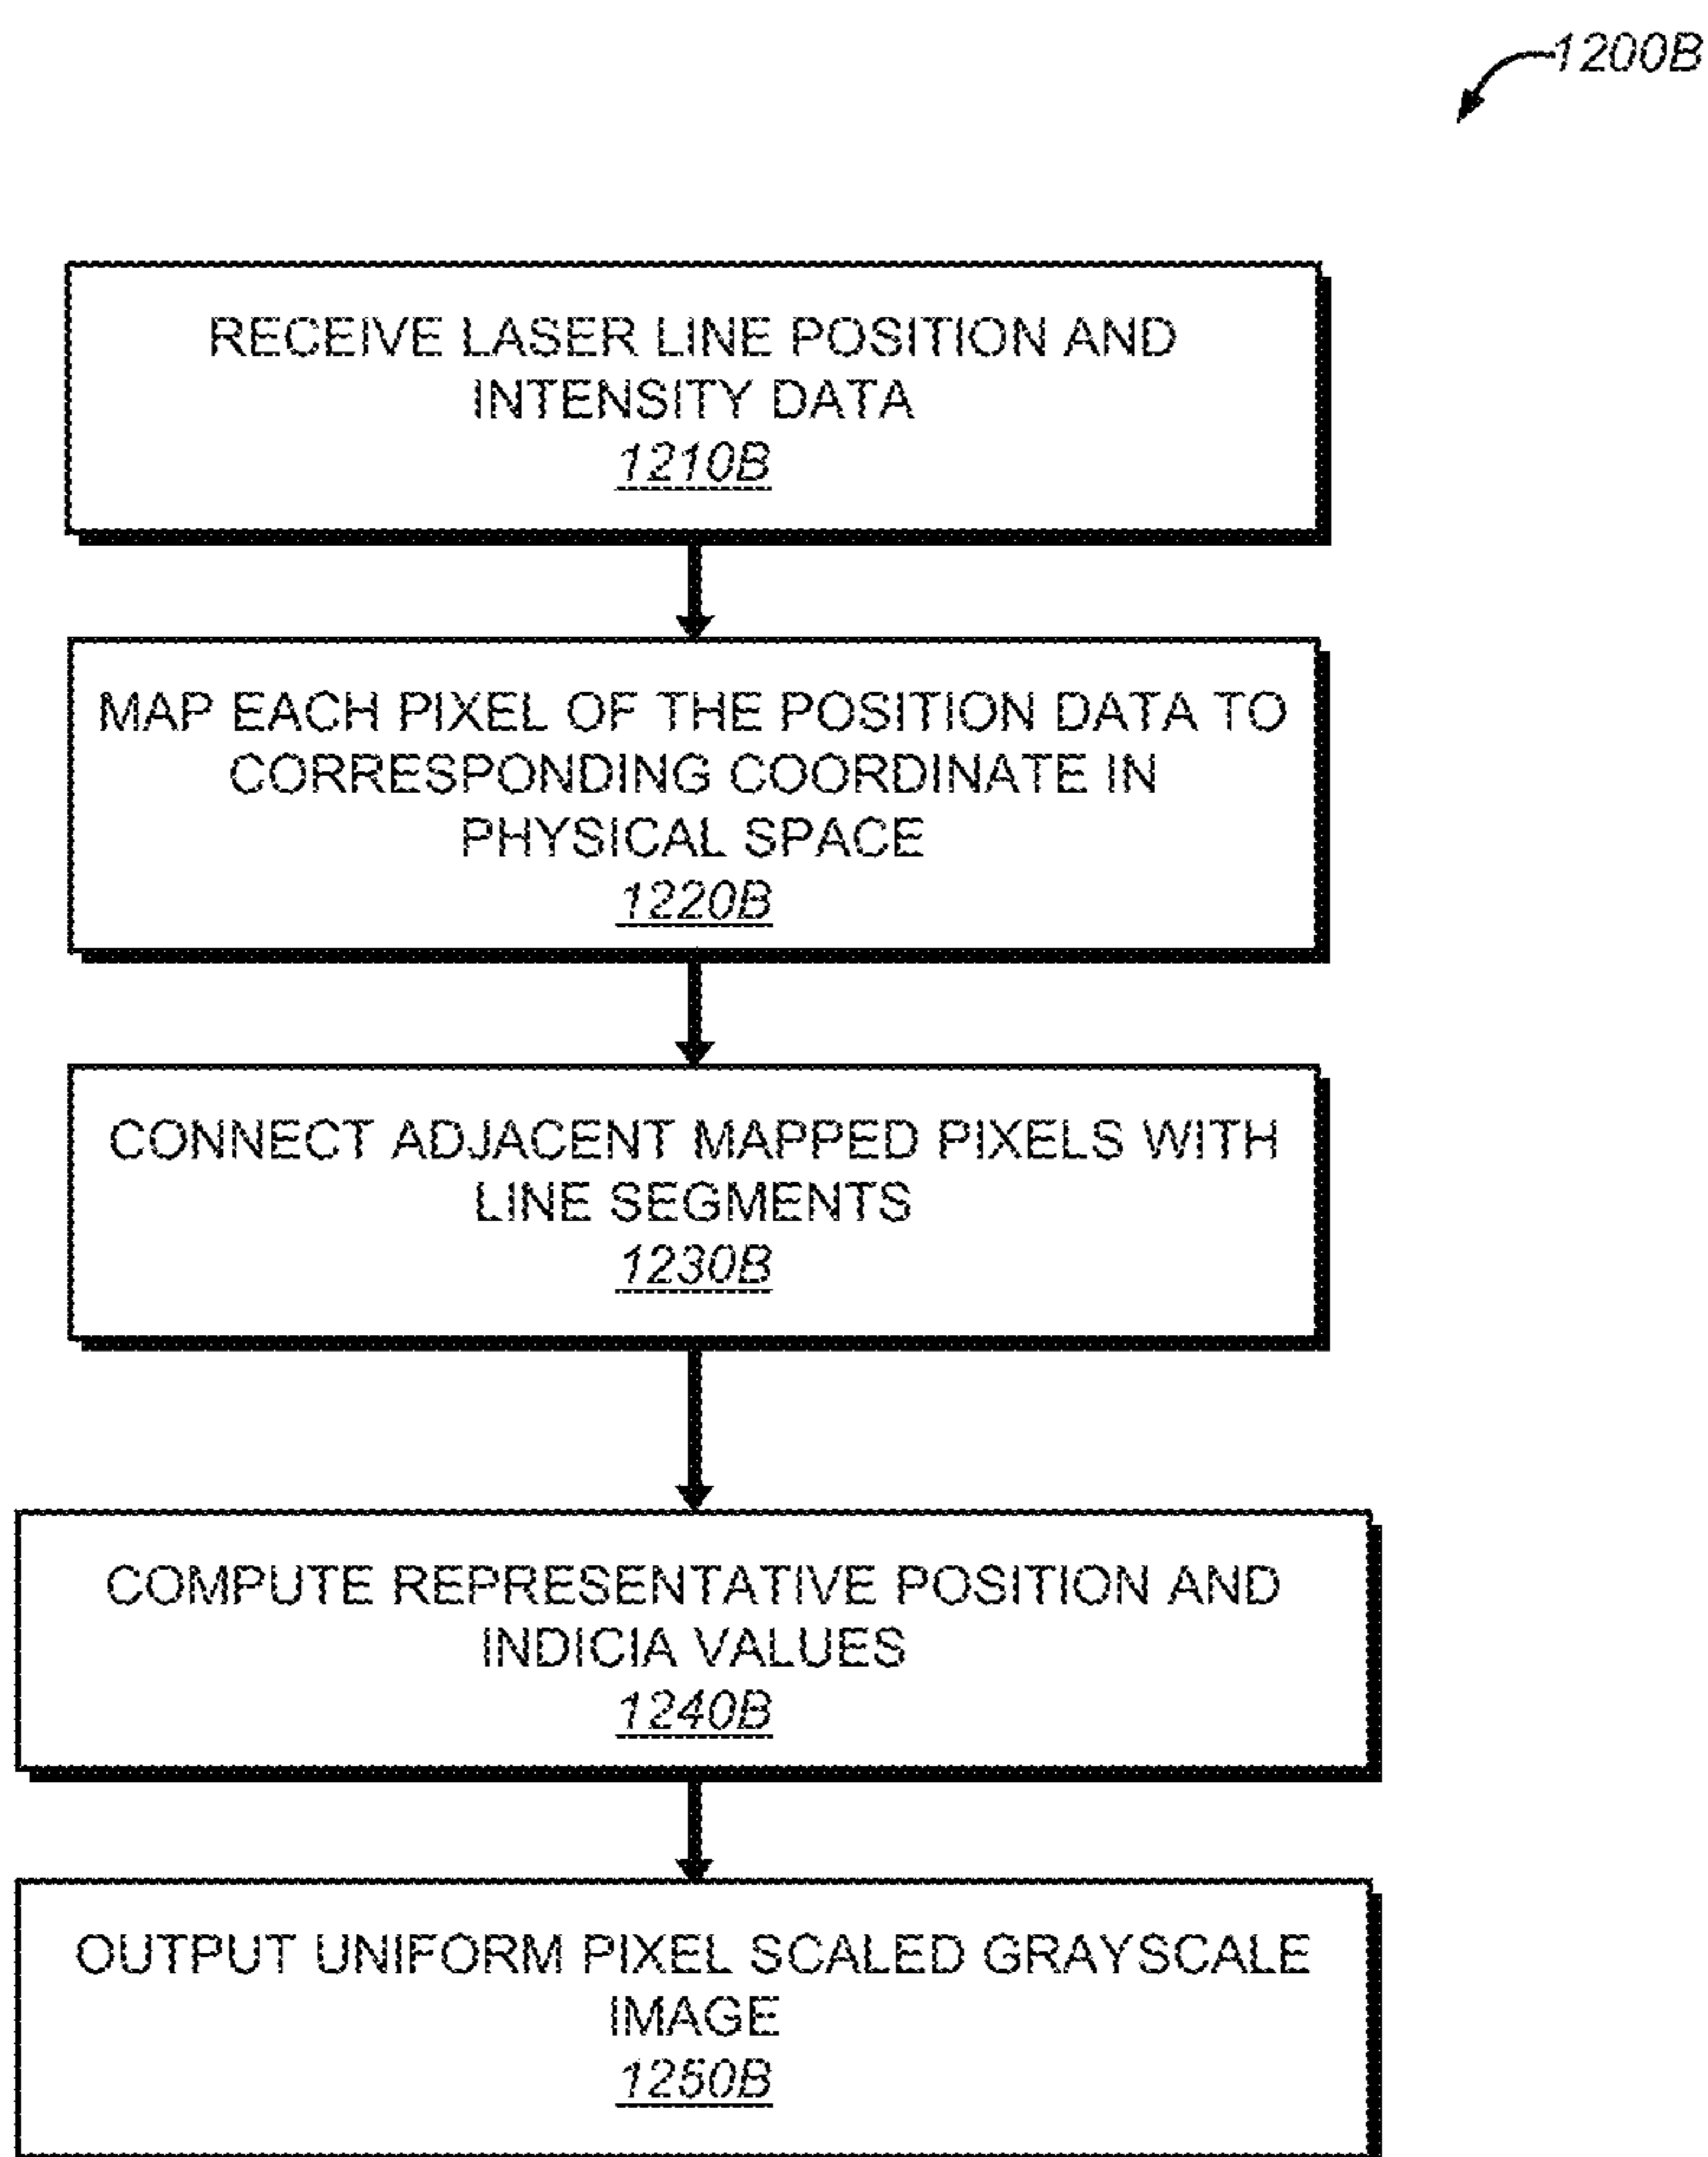 1200B
RECEIVE LASER LINE POSITION AND
INTENSITY DATA
1210B
MAP EACH PIXEL OF THE POSITION DATA TO
CORRESPONDING COORDINATE IN
PHYSICAL SPACE
1220B
CONNECT ADJACENT MAPPED PIXELS WITH
LINE SEGMENTS
1230B
COMPUTE REPRESENTATIVE POSITION AND
INDICIA VALUES
1240B
OUTPUT UNIFORM PIXEL SCALED GRAYSCALE
IMAGE
1250B